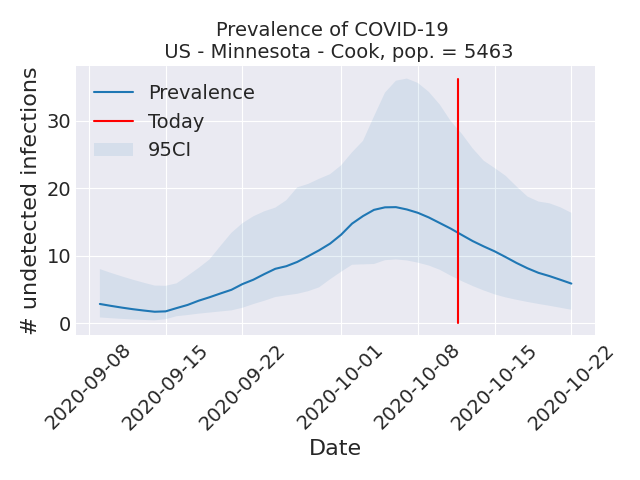 Prevalence of COVID-19
US - Minnesota - Cook, pop. = 5463
# undetected infections
30
20
10
0
Prevalence
Today
95CI
2020-09-08
2020-09-15
2020-09-22
2020-10-01
2020-10-08
2020-10-15
2020-10-22
Date